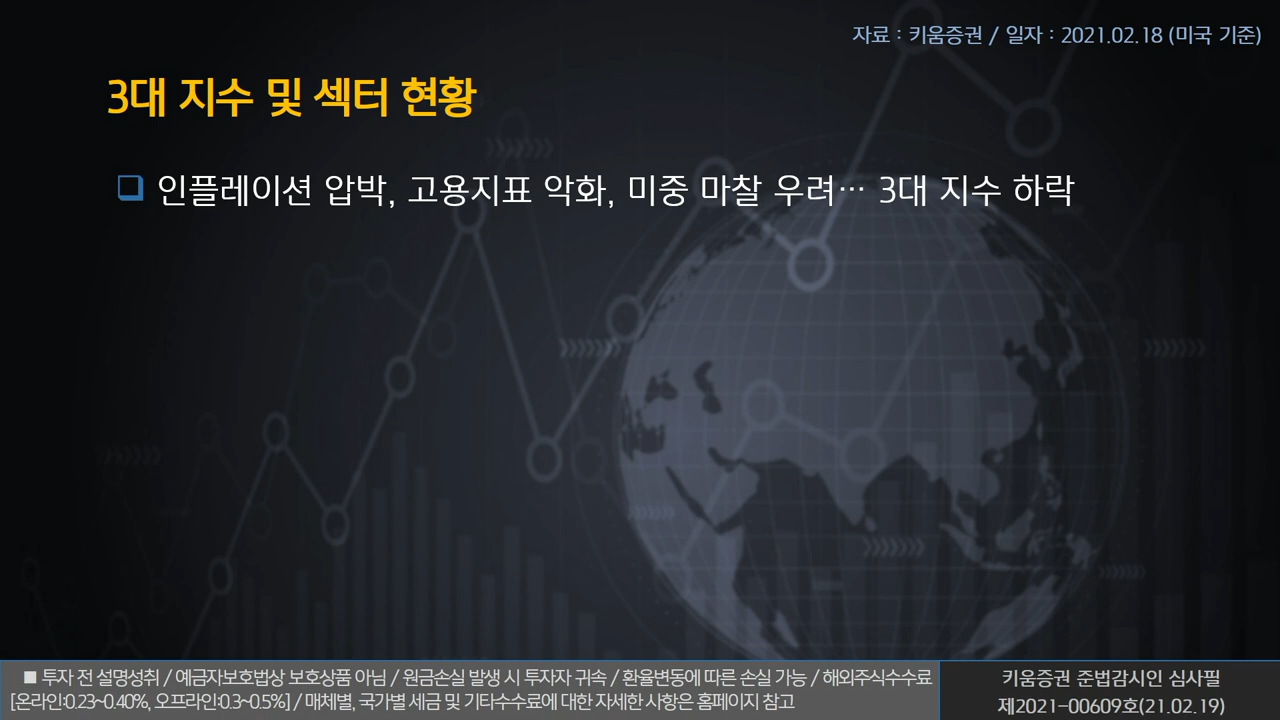 자료 : 키움증권 / 일자 : 2021.02.18 (미국 기준)
3대 지수 및 섹터 현황
❑ 인플레이션 압박, 고용지표 악화, 미중 마찰 우려… 3대 지수 하락
■ 투자 전 설명성취 / 예금자보호법상 보호상품 아님 / 원금손실 발생 시 투자자 귀속 / 환율변동에 따른 손실 가능 / 해외주식수수료
[온라인:0.23~0.40%, 오프라인:0.3~0.5%] / 매체별, 국가별 세금 및 기타수수료에 대한 자세한 사항은 홈페이지 참고
키움증권 준법감시인 심사필
제2021-00609호(21.02.19)